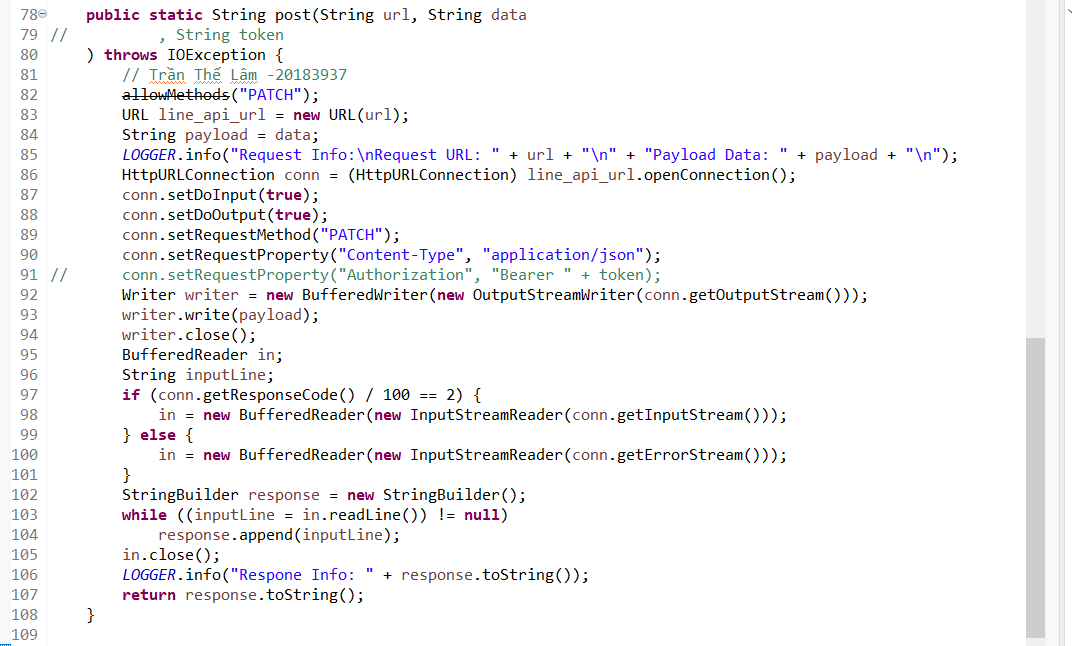 78 public static String post(String url, String data
79 // , String token
80 ) throws IOException {
81 // Trần Thế Lâm -20183937
82 allowMethods("PATCH");
83 URL line_api_url = new URL(url);
84 String payload = data;
85 LOGGER.info("Request Info:\nRequest URL: " + url + "\n" + "Payload Data: " + payload + "\n");
86 HttpURLConnection conn = (HttpURLConnection) line_api_url.openConnection();
87 conn.setDoInput(true);
88 conn.setDoOutput(true);
89 conn.setRequestMethod("PATCH");
90 conn.setRequestProperty("Content-Type", "application/json");
91 // conn.setRequestProperty("Authorization", "Bearer " + token);
92 Writer writer = new BufferedWriter(new OutputStreamWriter(conn.getOutputStream()));
93 writer.write(payload);
94 writer.close();
95 BufferedReader in;
96 String inputLine;
97 if (conn.getResponseCode() / 100 == 2) {
98 in = new BufferedReader(new InputStreamReader(conn.getInputStream()));
99 } else {
100 in = new BufferedReader(new InputStreamReader(conn.getErrorStream()));
101 }
102 StringBuilder response = new StringBuilder();
103 while ((inputLine = in.readLine()) != null)
104 response.append(inputLine);
105 in.close();
106 LOGGER.info("Respone Info: " + response.toString());
107 return response.toString();
108 }
109